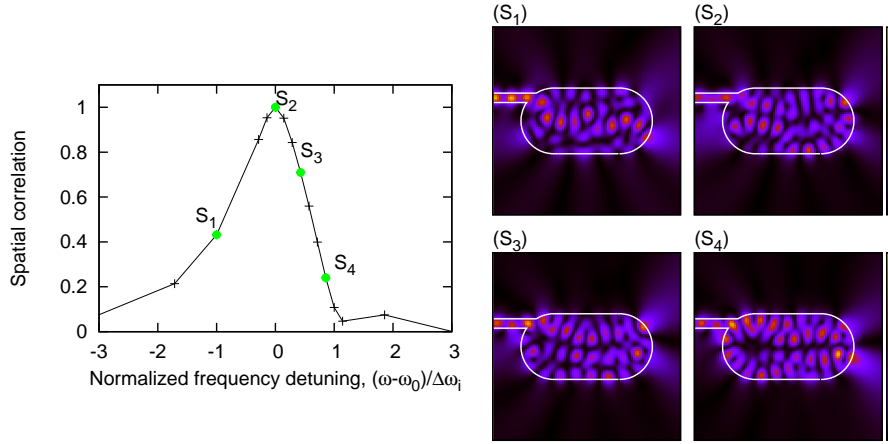 (S₁)
(S₂)
Spatial correlation
1
0.8
0.6
0.4
0.2
0
S₂
S₃
S₁
S₄
-3
-2
-1
0
1
2
3
Normalized frequency detuning, (ω-ω₀)/Δωᵢ
(S₃)
(S₄)